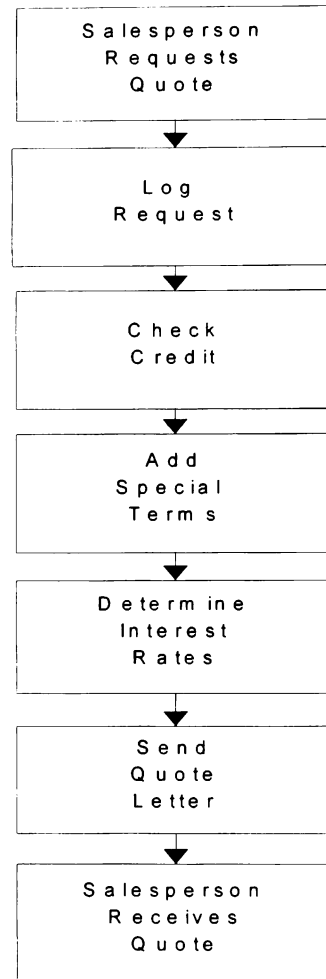 Salesperson
Requests
Quote
Log
Request
Check
Credit
Add
Special
Terms
Determine
Interest
Rates
Send
Quote
Letter
Salesperson
Receives
Quote